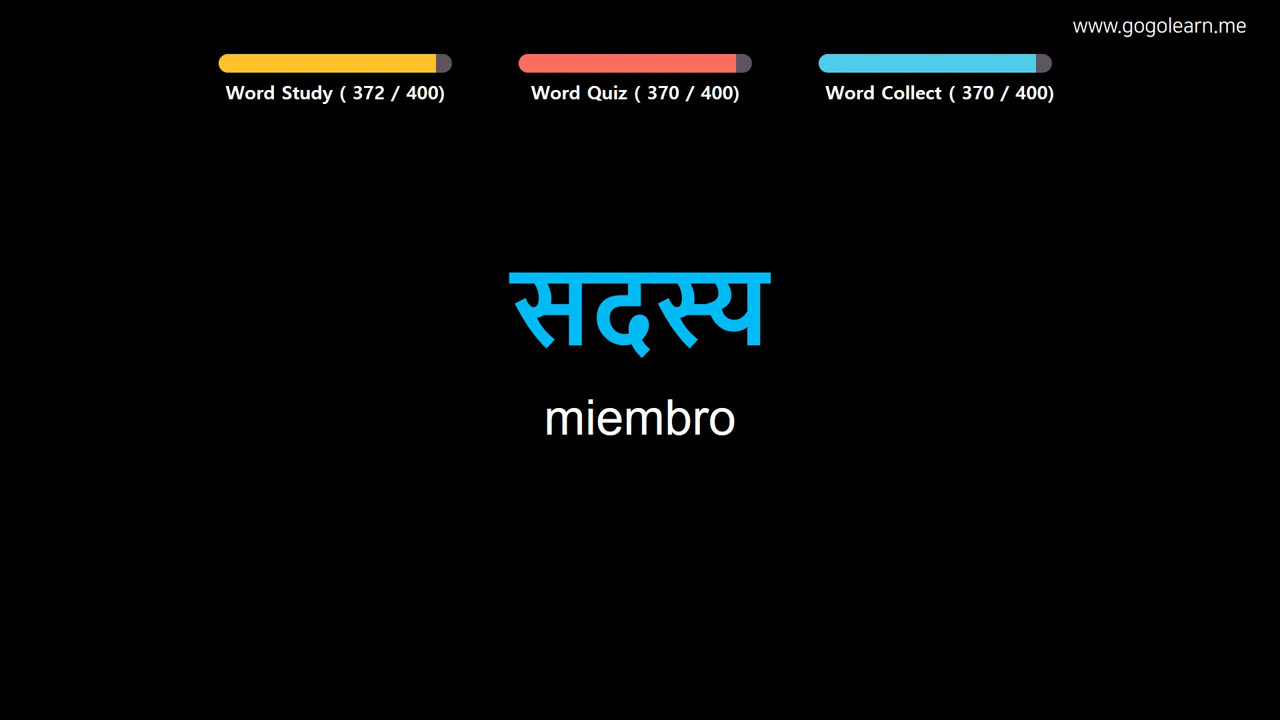 www.gogolearn.me
Word Study ( 372 / 400)
Word Quiz ( 370 / 400)
Word Collect ( 370 / 400)
सदस्य
miembro